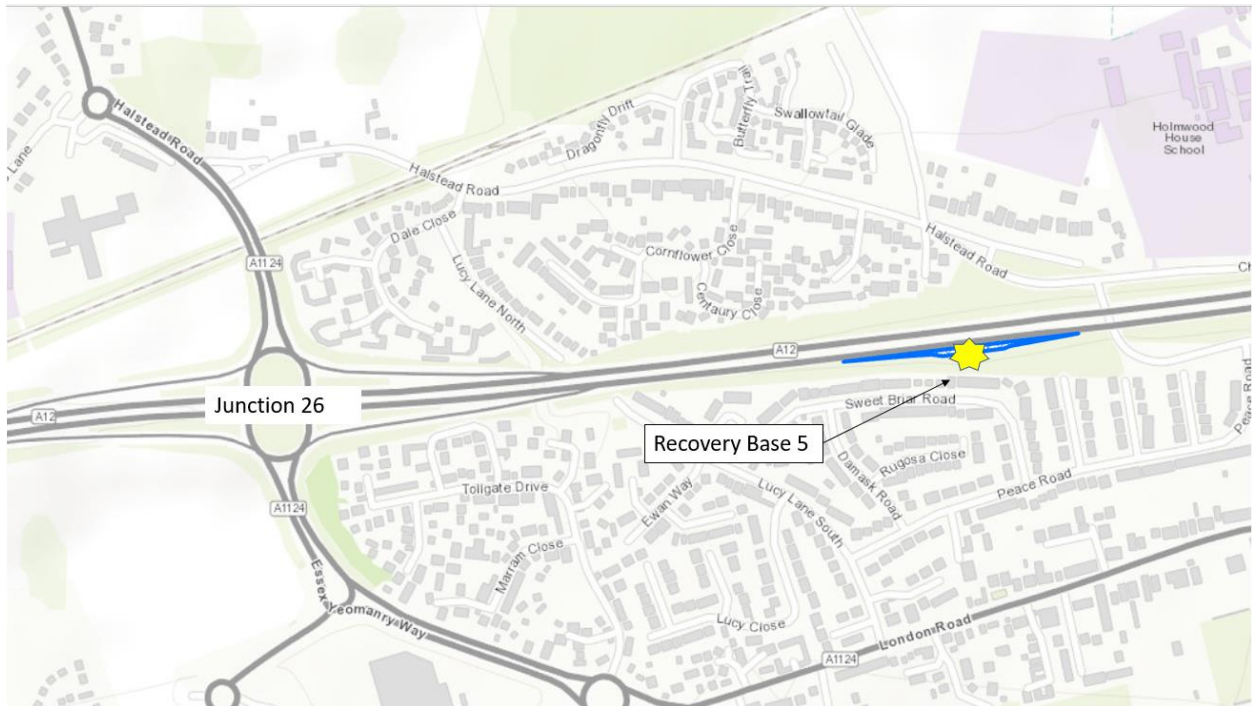 Halstead Road
Lane
Dragonfly Drift
Butterfly Trail
Swallowtail Glade
Holmwood
House
School
Halstead Road
Dale Close
Lucy Lane North
Cornflower Close
Centaury Close
Halstead Road
A1124
A12
A12
Junction 26
Recovery Base 5
Sweet Briar Road
Rugosa Close
Damask Road
Peace Road
Peace Road
Tollgate Drive
Ewan Way
Lucy Lane South
Marram Close
Lucy Close
A1124
Essex Yeomanry Way
London Road
A1124